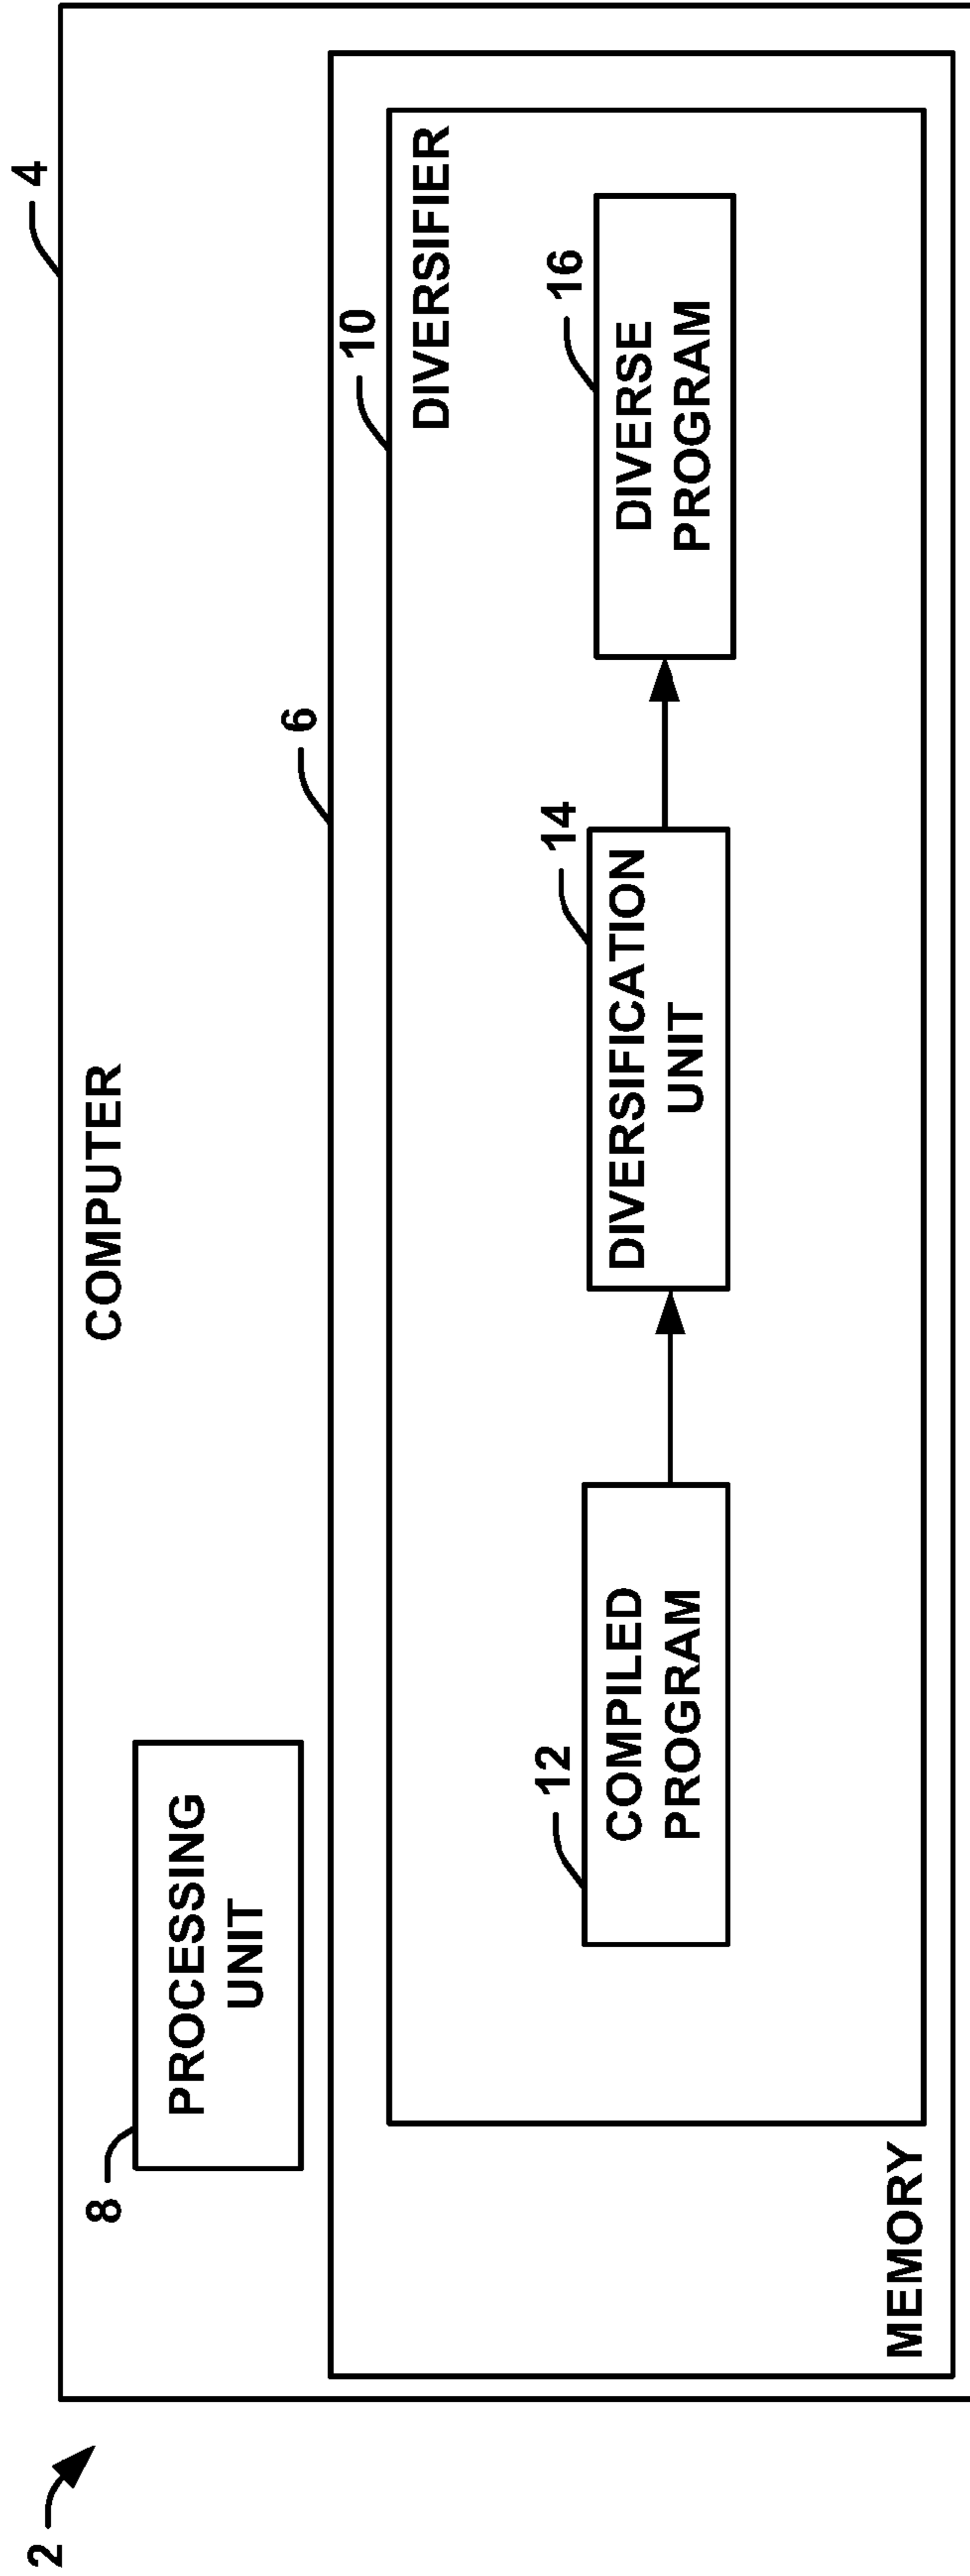 2
4
COMPUTER
8
PROCESSING
UNIT
6
10
DIVERSIFIER
12
COMPILED
PROGRAM
14
DIVERSIFICATION
UNIT
16
DIVERSE
PROGRAM
MEMORY